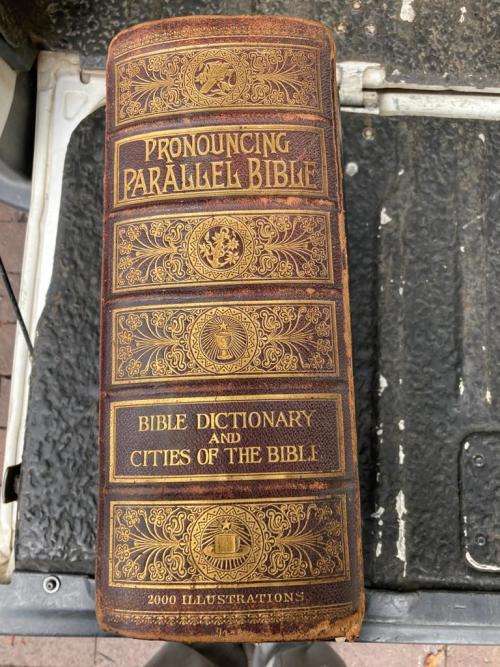 PRONOUNCING
PARALLEL BIBLE
BIBLE DICTIONARY
AND
CITIES OF THE BIBLE
2000 ILLUSTRATIONS